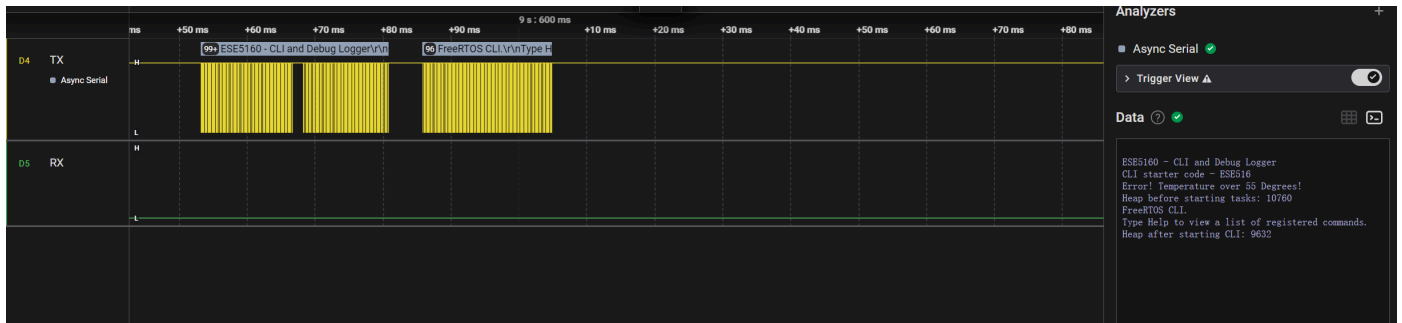 9 s : 600 ms
ms +50 ms +60 ms +70 ms +80 ms +90 ms +10 ms +20 ms +30 ms +40 ms +50 ms +60 ms +70 ms +80 ms
D4 TX
Async Serial
H
L
99+ ESE5160 - CLI and Debug Logger\r\n
96 FreeRTOS CLI.\r\nType H
D5 RX
H
L
Analyzers +
Async Serial
> Trigger View
Data ?
ESE5160 - CLI and Debug Logger
CLI starter code - ESE516
Error! Temperature over 55 Degrees!
Heap before starting tasks: 10760
FreeRTOS CLI.
Type Help to view a list of registered commands.
Heap after starting CLI: 9632